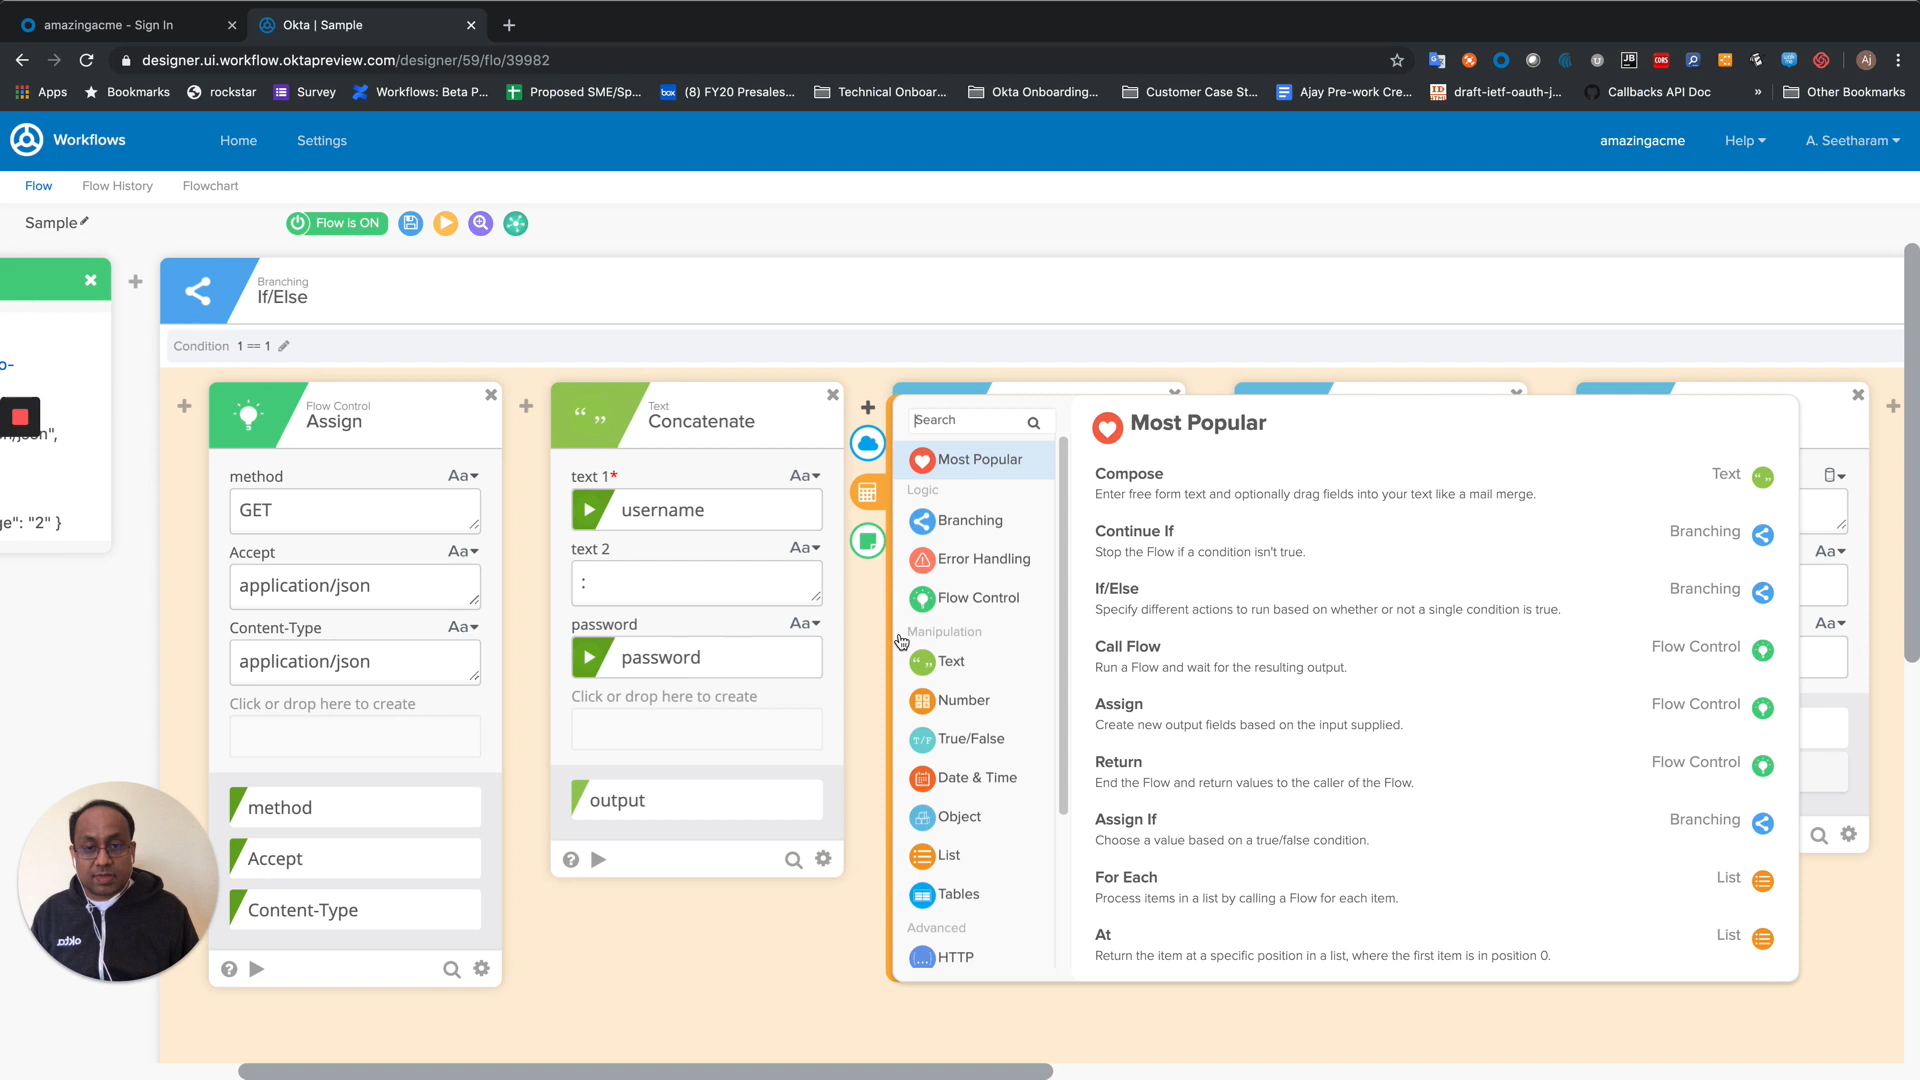 amazingacme - Sign In
Okta | Sample
designer.ui.workflow.oktapreview.com/designer/59/flo/39982
Apps
Bookmarks
rockstar
Survey
Workflows: Beta P...
Proposed SME/Sp...
(8) FY20 Presales...
Technical Onboar...
Okta Onboarding...
Customer Case St...
Ajay Pre-work Cre...
draft-ietf-oauth-j...
Callbacks API Doc
»
Other Bookmarks
Workflows
Home
Settings
amazingacme
Help
A. Seetharam
Flow
Flow History
Flowchart
Sample
Flow is ON
Branching
If/Else
Condition 1 == 1
o-
on/json",
ge": "2" }
Flow Control
Assign
method
Aa
GET
Accept
Aa
application/json
Content-Type
Aa
application/json
Click or drop here to create
method
Accept
Content-Type
Text
Concatenate
text 1*
Aa
username
text 2
Aa
:
password
Aa
password
Click or drop here to create
output
Search
Most Popular
Logic
Branching
Error Handling
Flow Control
Manipulation
Text
Number
T/F
True/False
Date & Time
Object
List
Tables
Advanced
HTTP
Most Popular
Compose
Text
Enter free form text and optionally drag fields into your text like a mail merge.
Continue If
Branching
Stop the Flow if a condition isn't true.
If/Else
Branching
Specify different actions to run based on whether or not a single condition is true.
Call Flow
Flow Control
Run a Flow and wait for the resulting output.
Assign
Flow Control
Create new output fields based on the input supplied.
Return
Flow Control
End the Flow and return values to the caller of the Flow.
Assign If
Branching
Choose a value based on a true/false condition.
For Each
List
Process items in a list by calling a Flow for each item.
At
List
Return the item at a specific position in a list, where the first item is in position 0.
Aa
Aa